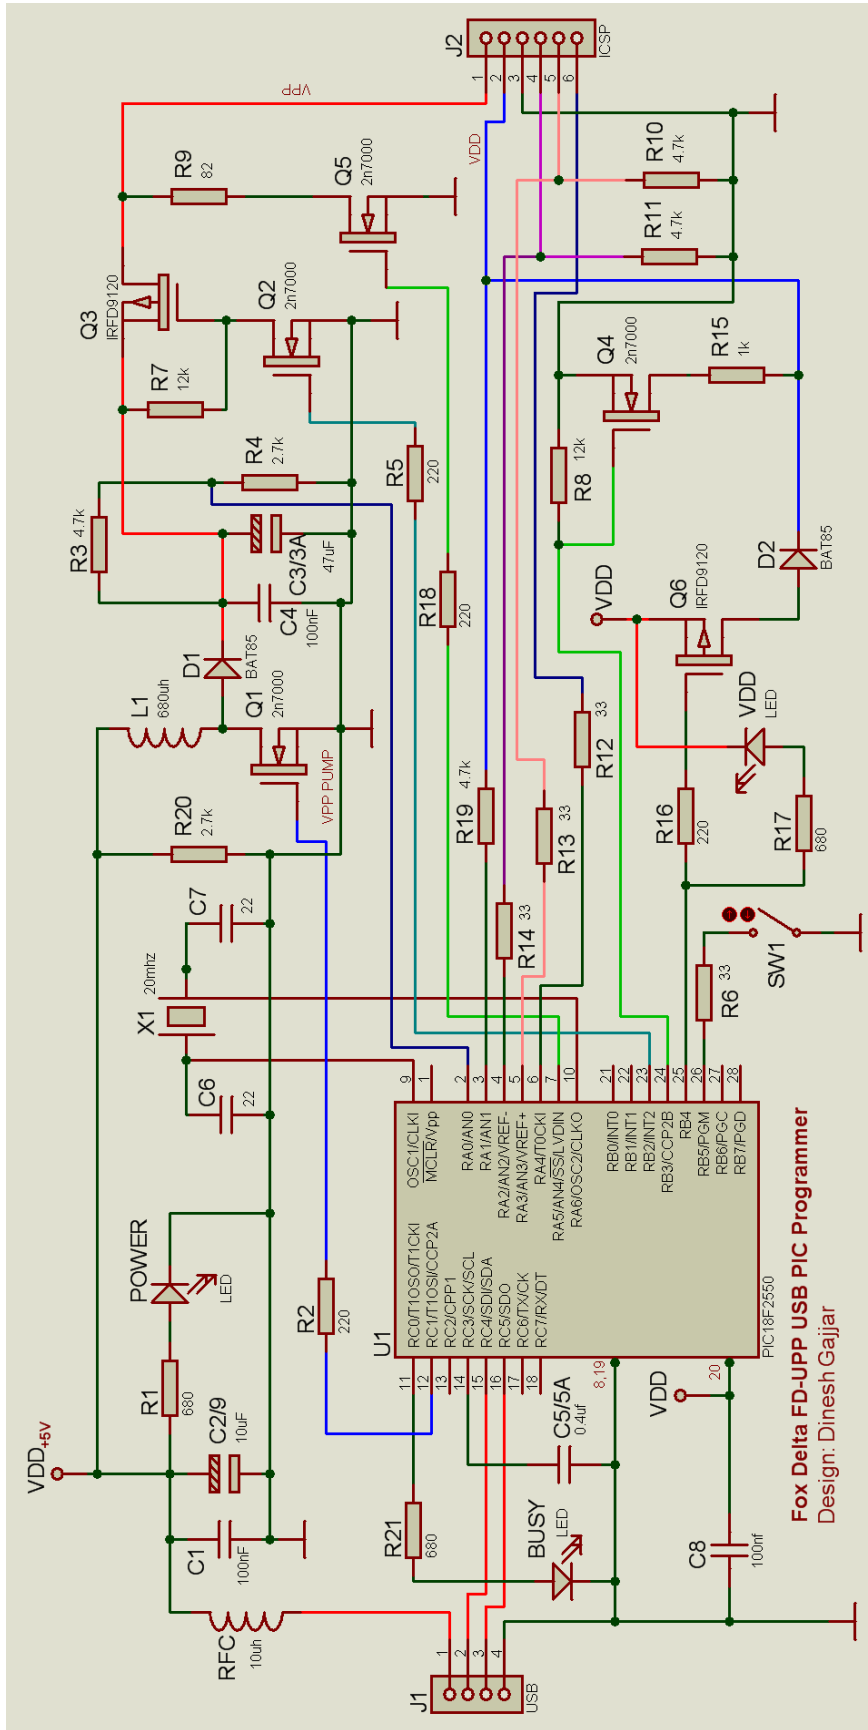 VDD
+5V
RFC
10uh
C1
100nF
C2/9
10uF
R1
680
POWER
LED
C6
22
X1
20mhz
C7
22
R20
2.7k
L1
680uh
Q1
2n7000
VPP PUMP
D1
BAT85
C4
100nF
C3/3A
47uF
R3
4.7k
R4
2.7k
R7
12k
Q3
IRFD9120
Q2
2n7000
R9
82
Q5
2n7000
VPP
J2
1
2
3
4
5
6
ICSP
VDD
R10
4.7k
R11
4.7k
R5
220
R18
220
R2
220
R19
4.7k
R14
33
R13
33
R12
33
R8
12k
Q4
2n7000
R15
1k
D2
BAT85
VDD
Q6
IRFD9120
VDD
LED
R16
220
R17
680
R6
33
SW1
J1
1
2
3
4
USB
R21
680
BUSY
LED
C5/5A
0.4uf
C8
100nf
VDD
8,19
20
U1
11
12
13
14
15
16
17
18
RC0/T1OSO/T1CKI
RC1/T1OSI/CCP2A
RC2/CPP1
RC3/SCK/SCL
RC4/SDI/SDA
RC5/SDO
RC6/TX/CK
RC7/RX/DT
OSC1/CLKI
MCLR/Vpp
RA0/AN0
RA1/AN1
RA2/AN2/VREF-
RA3/AN3/VREF+
RA4/T0CKI
RA5/AN4/SS/LVDIN
RA6/OSC2/CLKO
RB0/INT0
RB1/INT1
RB2/INT2
RB3/CCP2B
RB4
RB5/PGM
RB6/PGC
RB7/PGD
9
1
2
3
4
5
6
7
10
21
22
23
24
25
26
27
28
PIC18F2550
Fox Delta FD-UPP USB PIC Programmer
Design: Dinesh Gajjar